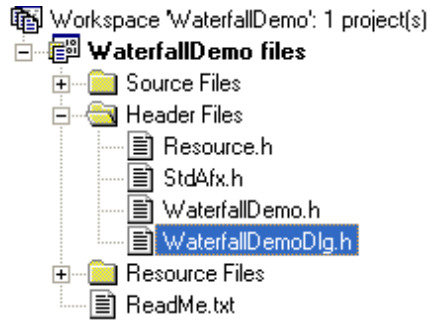 Workspace 'WaterfallDemo': 1 project(s)
WaterfallDemo files
Source Files
Header Files
Resource.h
StdAfx.h
WaterfallDemo.h
WaterfallDemoDlg.h
Resource Files
ReadMe.txt